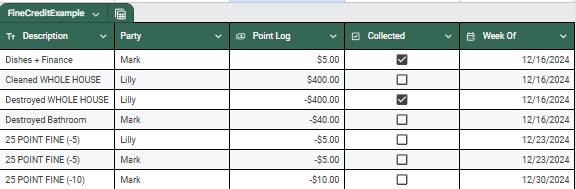 FineCreditExample
Tт Description Party Point Log Collected Week Of
Dishes + Finance Mark $5.00 12/16/2024
Cleaned WHOLE HOUSE Lilly $400.00 12/16/2024
Destroyed WHOLE HOUSE Lilly -$400.00 12/16/2024
Destroyed Bathroom Mark -$40.00 12/16/2024
25 POINT FINE (-5) Lilly -$5.00 12/23/2024
25 POINT FINE (-5) Mark -$5.00 12/23/2024
25 POINT FINE (-10) Mark -$10.00 12/30/2024